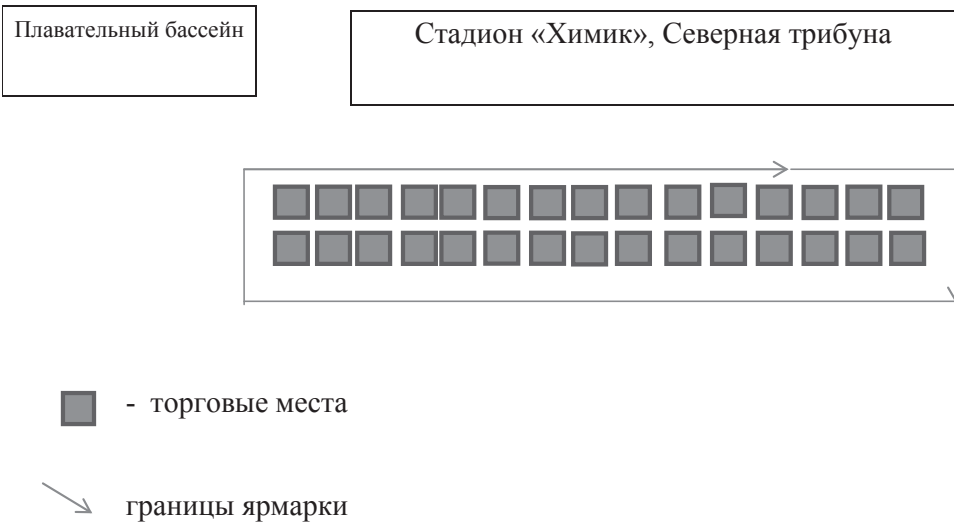 Плавательный бассейн
Стадион «Химик», Северная трибуна
- торговые места
границы ярмарки